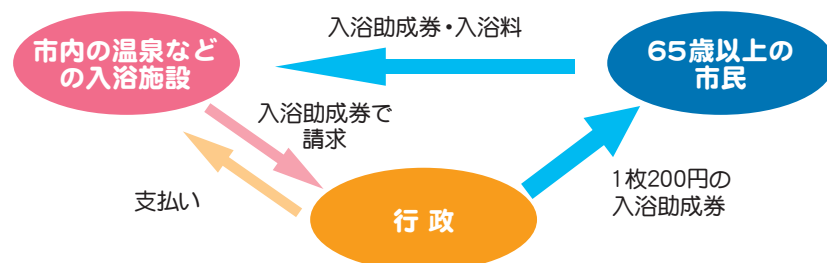 入浴助成券・入浴料
市内の温泉など
の入浴施設
65歳以上の
市民
入浴助成券で
請求
支払い
行政
1枚200円の
入浴助成券